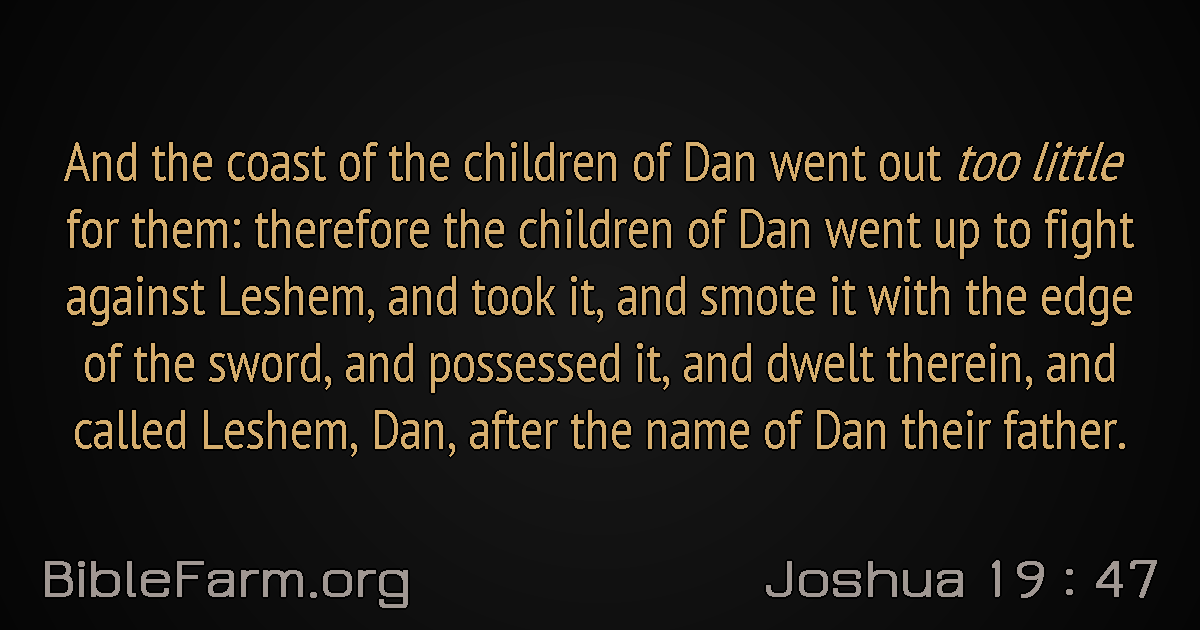 And the coast of the children of Dan went out too little
for them: therefore the children of Dan went up to fight
against Leshem, and took it, and smote it with the edge
of the sword, and possessed it, and dwelt therein, and
called Leshem, Dan, after the name of Dan their father.
BibleFarm.org
Joshua 19 : 47